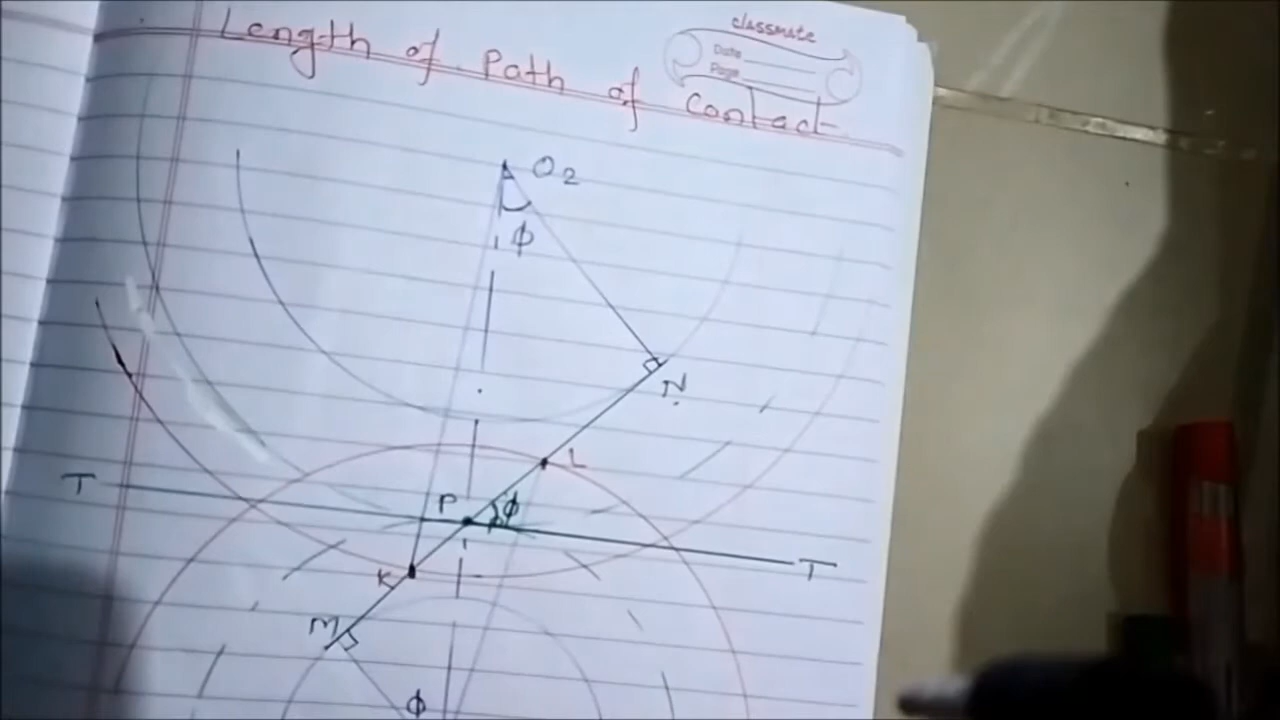 classmate
Date
Page
Length of Path of Contact
O2
ϕ
N
L
T
P
ϕ
T
K
M
ϕ